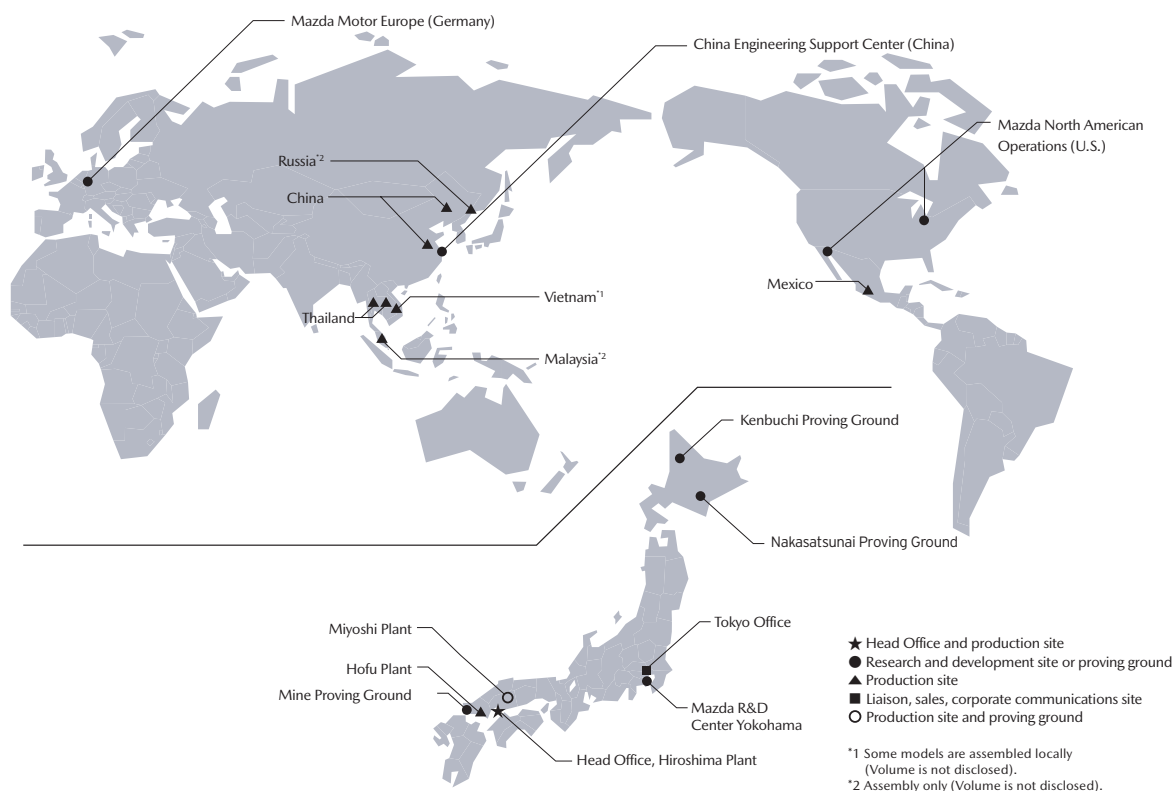 Mazda Motor Europe (Germany)
China Engineering Support Center (China)
Mazda North American
Operations (U.S.)
Russia*2
China
Mexico
Vietnam*1
Thailand
Malaysia*2
Kenbuchi Proving Ground
Nakasatsunai Proving Ground
Tokyo Office
Miyoshi Plant
Hofu Plant
Mine Proving Ground
Mazda R&D
Center Yokohama
Head Office, Hiroshima Plant
Head Office and production site
Research and development site or proving ground
Production site
Liaison, sales, corporate communications site
Production site and proving ground
*1 Some models are assembled locally
(Volume is not disclosed).
*2 Assembly only (Volume is not disclosed).